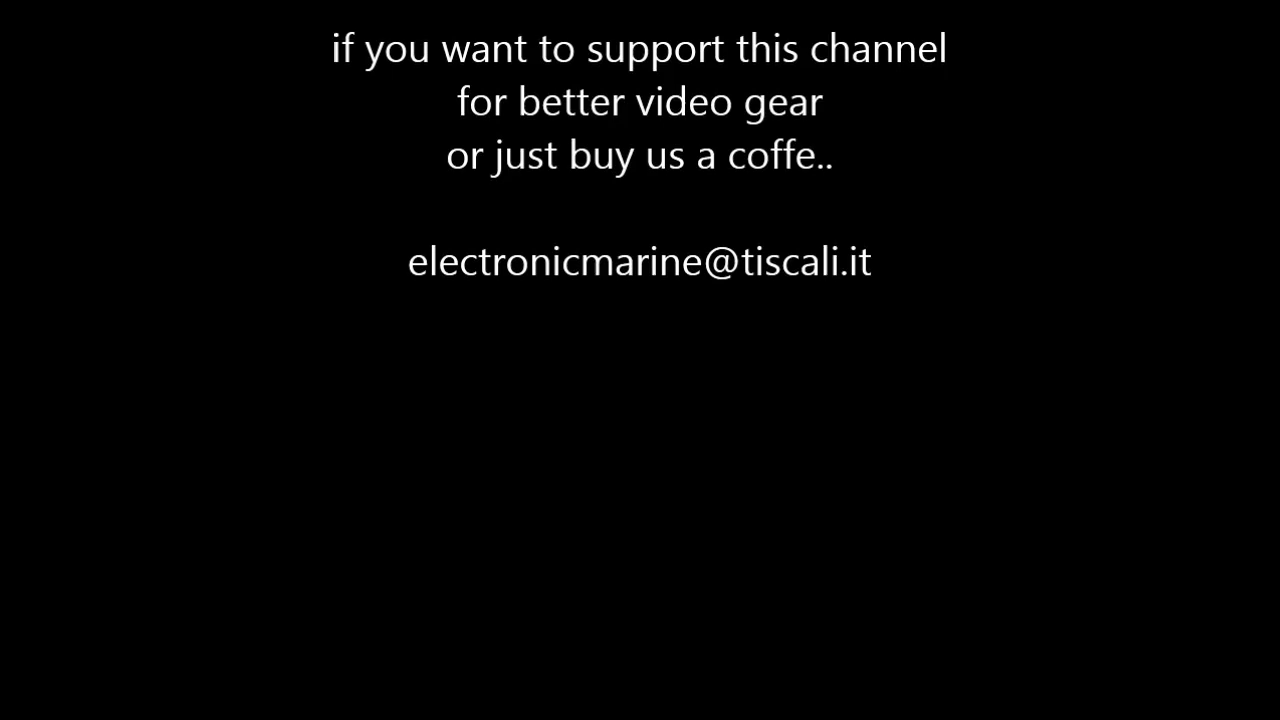 if you want to support this channel
for better video gear
or just buy us a coffe..
electronicmarine@tiscali.it